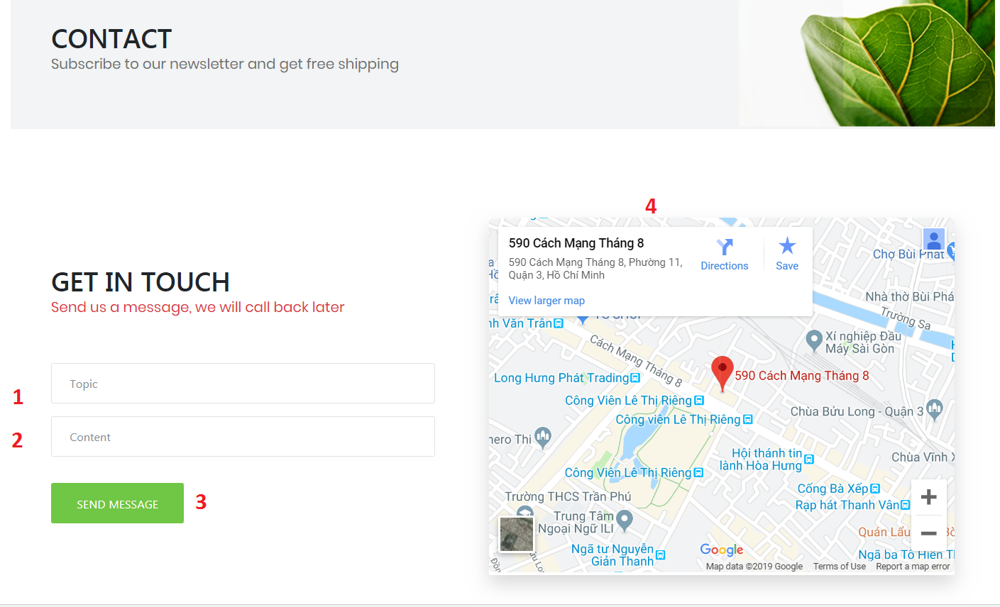 CONTACT
Subscribe to our newsletter and get free shipping
GET IN TOUCH
Send us a message, we will call back later
1
Topic
2
Content
SEND MESSAGE
3
4
590 Cách Mạng Tháng 8
590 Cách Mạng Tháng 8, Phường 11,
Quận 3, Hồ Chí Minh
Directions
Save
View larger map
Chợ Bùi Phát
Nhà thờ Bùi Phá
Trường Sa
nh Văn Trân
Xí nghiệp Đầu
Máy Sài Gòn
Cách Mạng Tháng 8
Long Hưng Phát Trading
590 Cách Mạng Tháng 8
Công Viên Lê Thị Riêng
Công viên Lê Thị Riêng
Chùa Bửu Long - Quận 3
hero Thi
Hội thánh tin
lành Hòa Hưng
Chùa Vĩnh
Công Viên Lê Thị Riêng
Cống Bà Xếp
Trường THCS Trần Phú
Rạp hát Thanh Vân
Trung Tâm
Ngoại Ngữ ILI
Quán Lẩu
Ngã tư Nguyễn
Giản Thanh
Ngã ba Tô Hiến T
Google
Map data ©2019 Google
Terms of Use
Report a map error